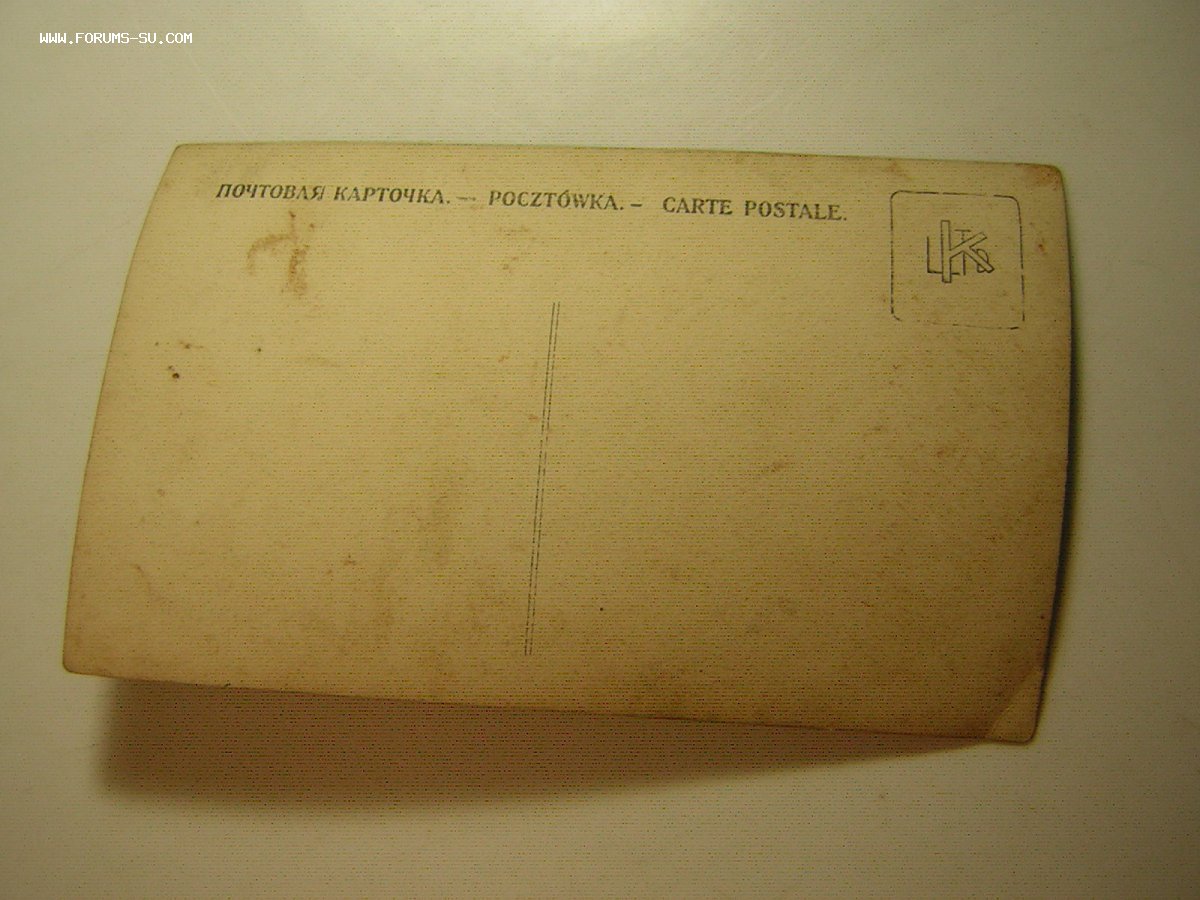 WWW.FORUMS-SU.COM
ПОЧТОВАЯ КАРТОЧКА. — POCZTÓWKA. – CARTE POSTALE.